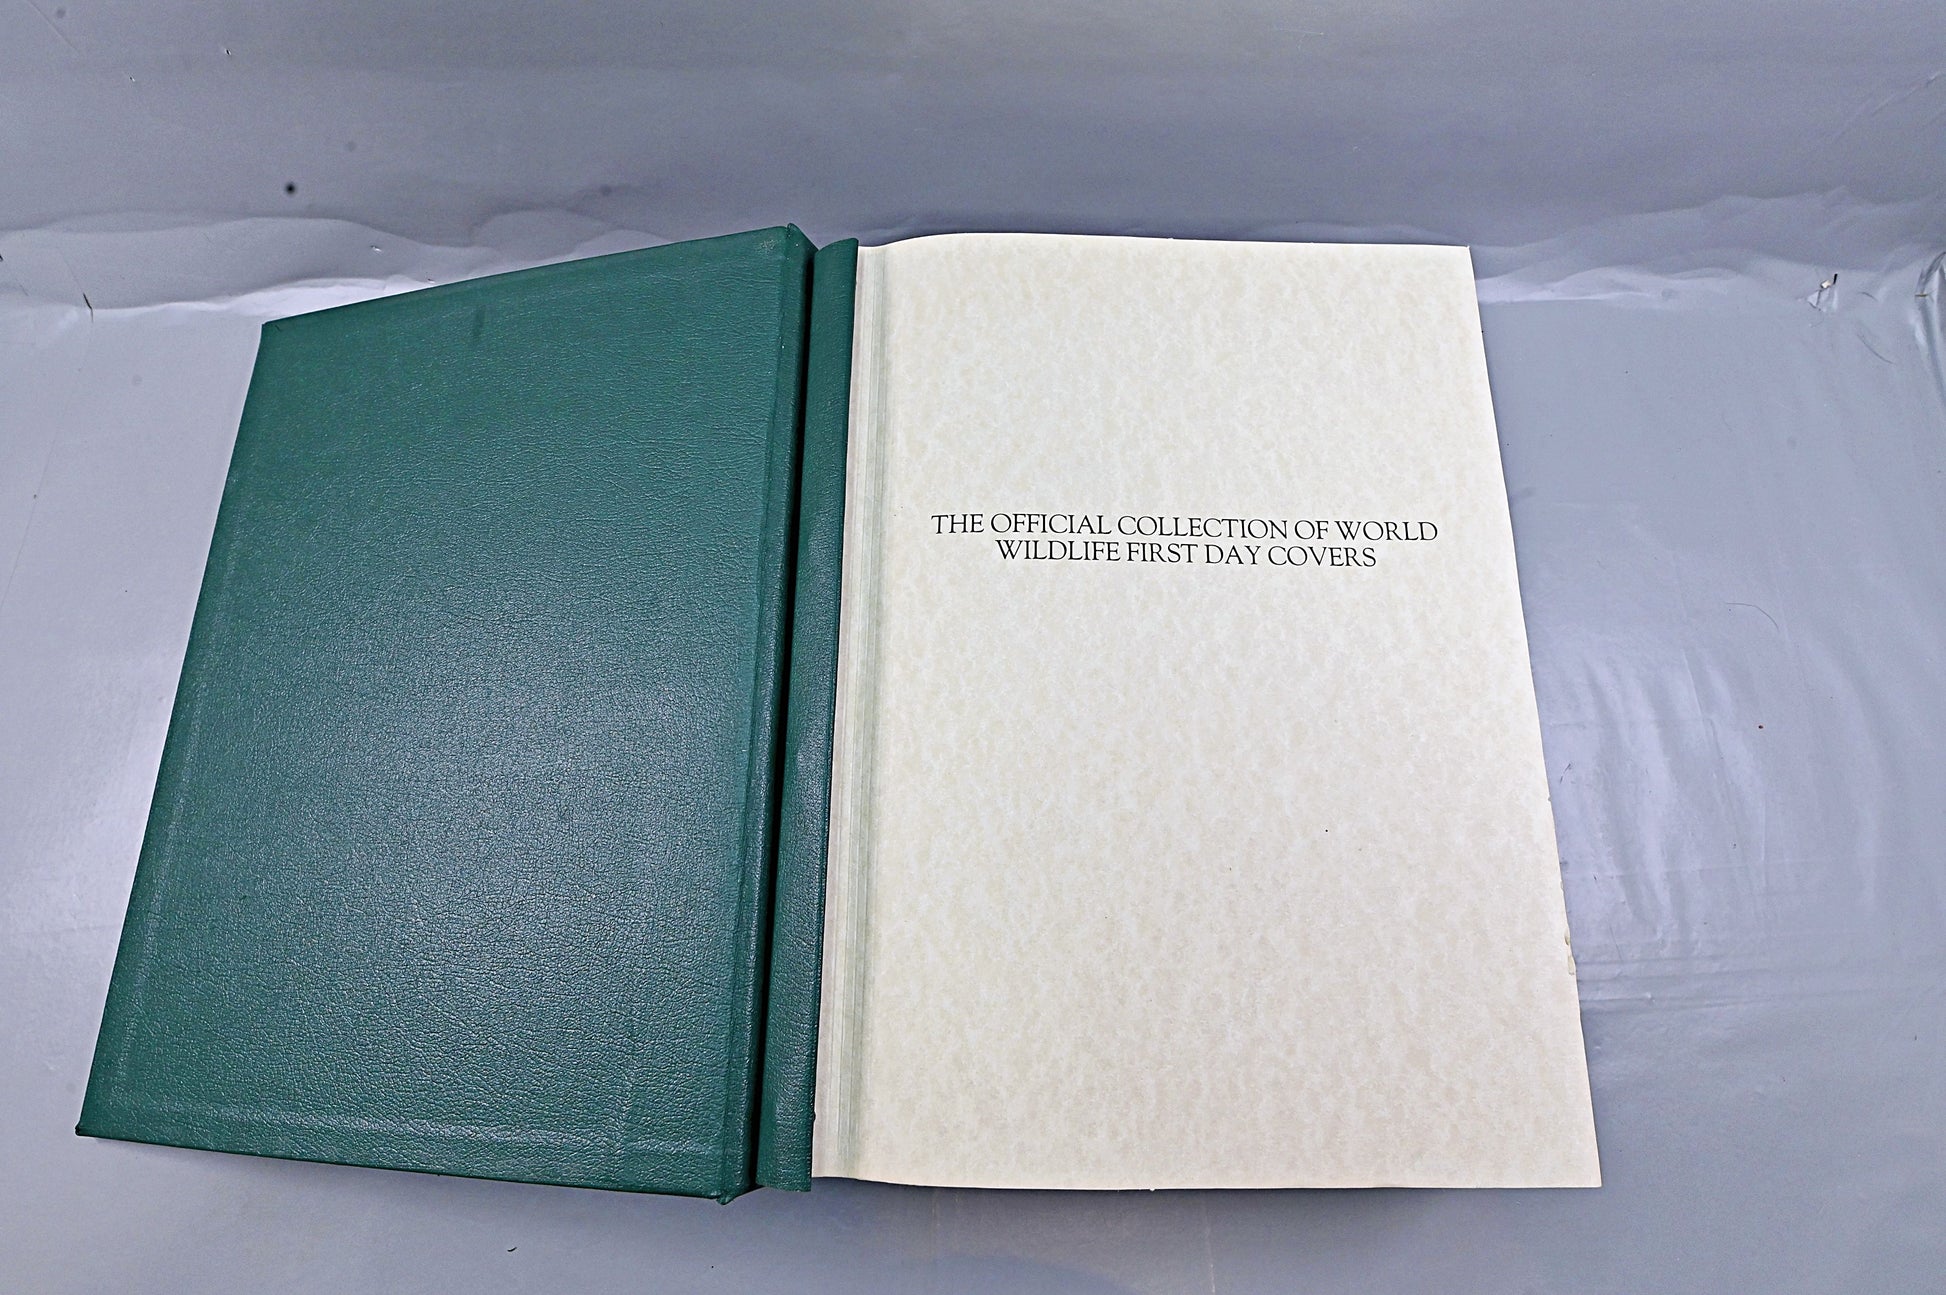 THE OFFICIAL COLLECTION OF WORLD
WILDLIFE FIRST DAY COVERS